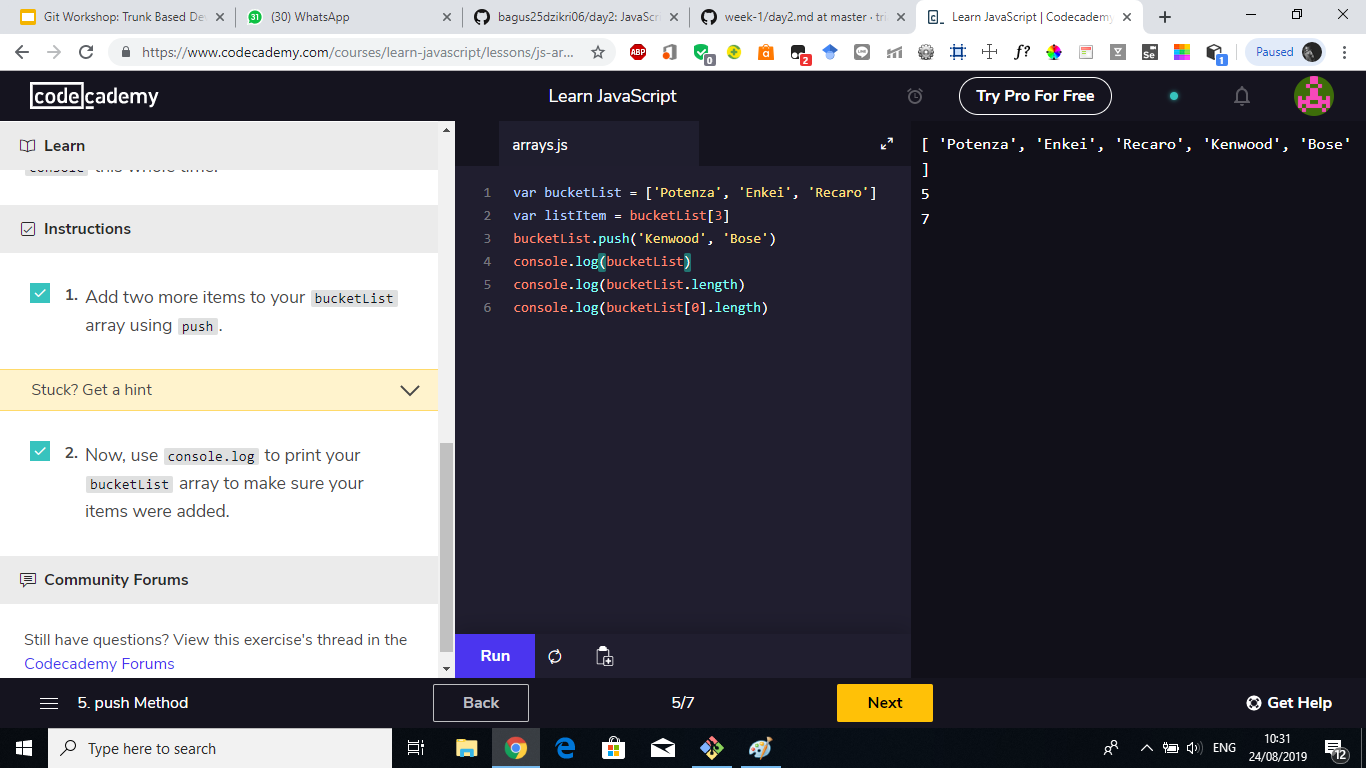 Git Workshop: Trunk Based De
(30) WhatsApp
bagus25dzikri06/day2: JavaSc
week-1/day2.md at master · tri
Learn JavaScript | Codecademy
https://www.codecademy.com/courses/learn-javascript/lessons/js-ar...
ABP
0
2
f?
Se
1
Paused
codecademy
Learn JavaScript
Try Pro For Free
Learn
console this whole time.
Instructions
1. Add two more items to your bucketList
array using push.
Stuck? Get a hint
2. Now, use console.log to print your
bucketList array to make sure your
items were added.
Community Forums
Still have questions? View this exercise's thread in the
Codecademy Forums
arrays.js
1 var bucketList = ['Potenza', 'Enkei', 'Recaro']
2 var listItem = bucketList[3]
3 bucketList.push('Kenwood', 'Bose')
4 console.log(bucketList)
5 console.log(bucketList.length)
6 console.log(bucketList[0].length)
Run
[ 'Potenza', 'Enkei', 'Recaro', 'Kenwood', 'Bose'
]
5
7
5. push Method
Back
5/7
Next
Get Help
Type here to search
ENG
10:31
24/08/2019
12